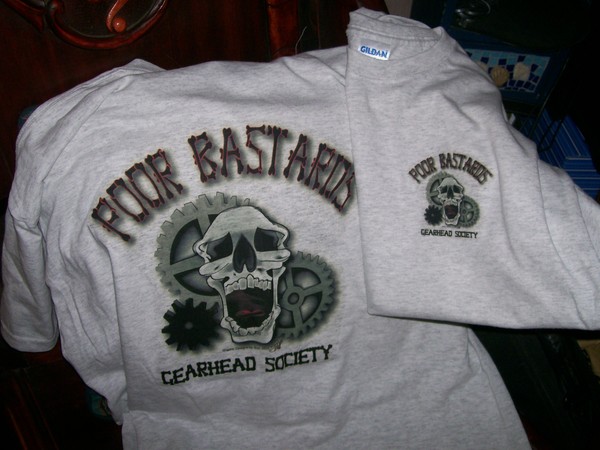 POOR BASTARDS
GEARHEAD SOCIETY
GILDAN
POOR BASTARDS
GEARHEAD SOCIETY